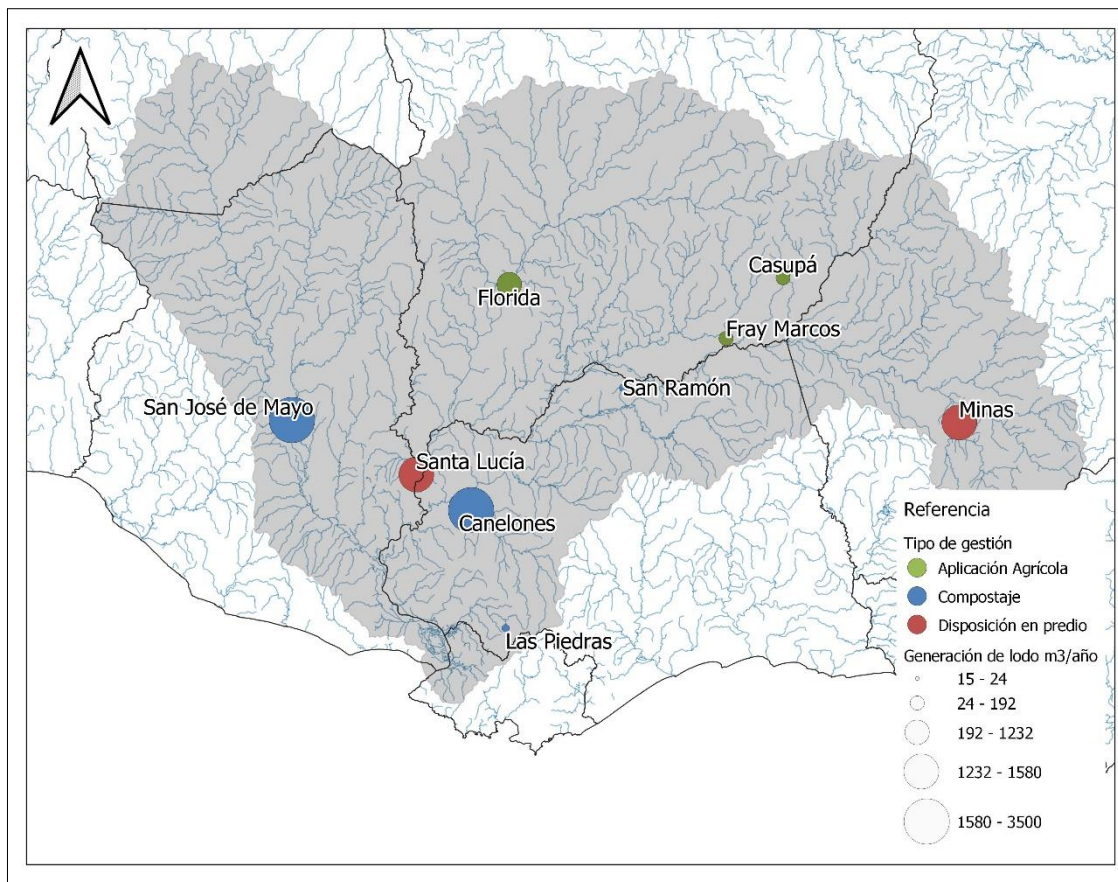 Casupá
Florida
Fray Marcos
San Ramón
San José de Mayo
Minas
Santa Lucía
Canelones
Las Piedras
Referencia
Tipo de gestión
Aplicación Agrícola
Compostaje
Disposición en predio
Generación de lodo m3/año
15 - 24
24 - 192
192 - 1232
1232 - 1580
1580 - 3500